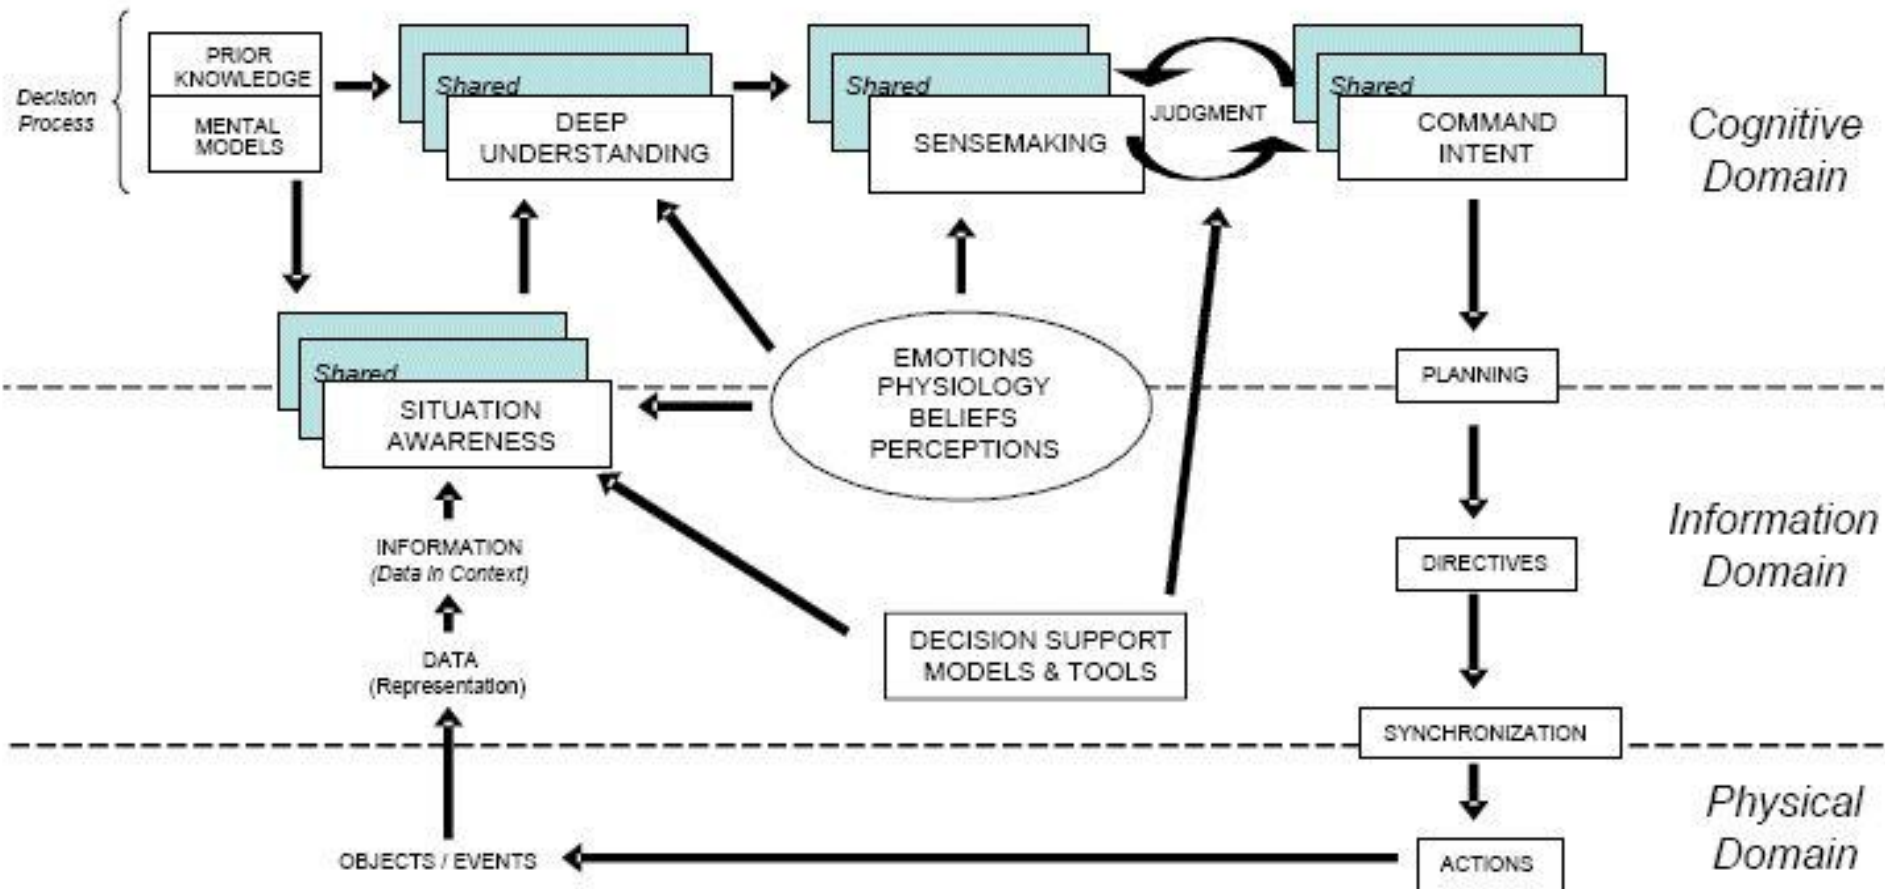 Decision
Process
PRIOR
KNOWLEDGE
MENTAL
MODELS
Shared
DEEP
UNDERSTANDING
Shared
SENSEMAKING
JUDGMENT
Shared
COMMAND
INTENT
Cognitive
Domain
Shared
SITUATION
AWARENESS
EMOTIONS
PHYSIOLOGY
BELIEFS
PERCEPTIONS
PLANNING
INFORMATION
(Data in Context)
DATA
(Representation)
DECISION SUPPORT
MODELS & TOOLS
DIRECTIVES
Information
Domain
SYNCHRONIZATION
OBJECTS / EVENTS
ACTIONS
Physical
Domain